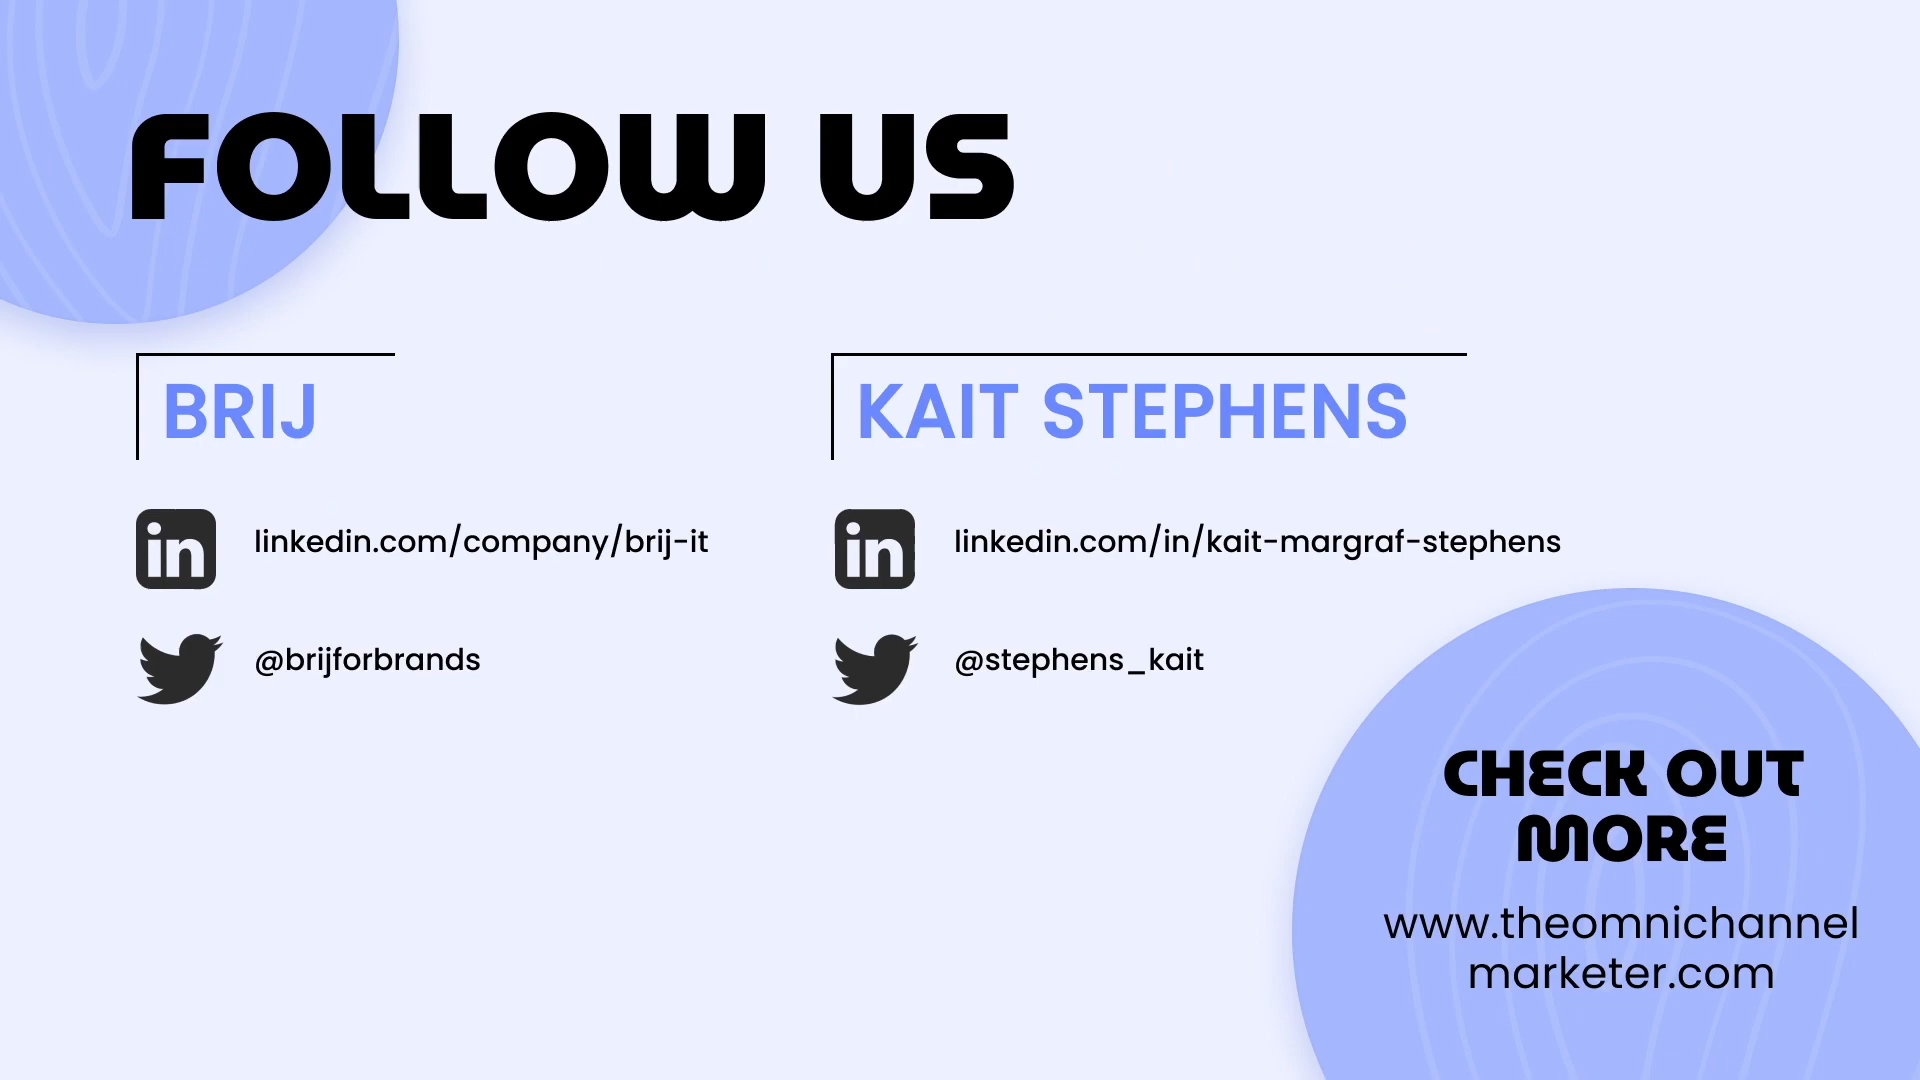 FOLLOW US
BRIJ
linkedin.com/company/brij-it
@brijforbrands
KAIT STEPHENS
linkedin.com/in/kait-margraf-stephens
@stephens_kait
CHECK OUT
MORE
www.theomnichannel
marketer.com